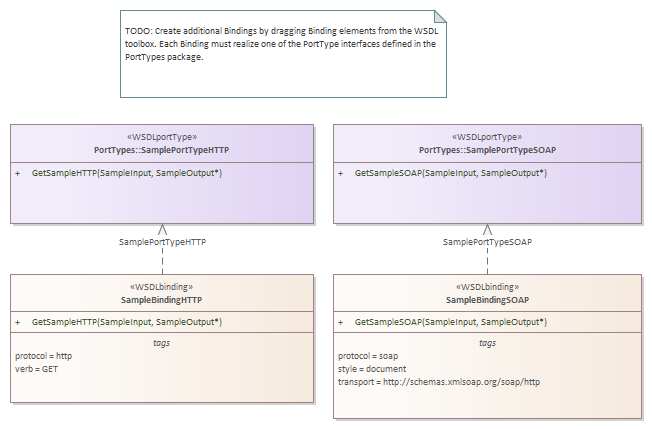 TODO: Create additional Bindings by dragging Binding elements from the WSDL
toolbox. Each Binding must realize one of the PortType interfaces defined in the
PortTypes package.
«WSDLportType»
PortTypes::SamplePortTypeHTTP
+ GetSampleHTTP(SampleInput, SampleOutput*)
«WSDLportType»
PortTypes::SamplePortTypeSOAP
+ GetSampleSOAP(SampleInput, SampleOutput*)
SamplePortTypeHTTP
SamplePortTypeSOAP
«WSDLbinding»
SampleBindingHTTP
+ GetSampleHTTP(SampleInput, SampleOutput*)
tags
protocol = http
verb = GET
«WSDLbinding»
SampleBindingSOAP
+ GetSampleSOAP(SampleInput, SampleOutput*)
tags
protocol = soap
style = document
transport = http://schemas.xmlsoap.org/soap/http